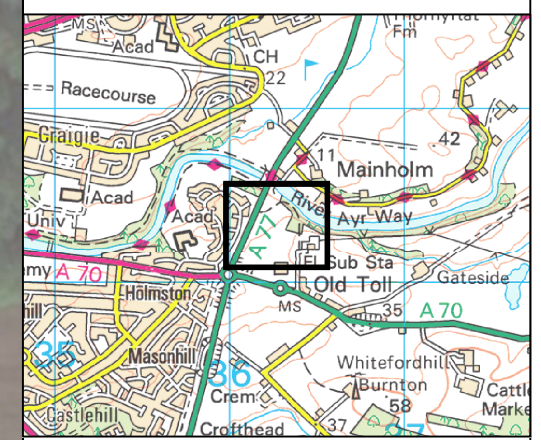 MS
Acad
Fm
CH
22
Racecourse
Craigie
42
11
Mainholm
Acad
River
Ayr Way
Univ
Acad
A 77
El Sub Sta
A 70
Gateside
Old Toll
Holmston
MS
35
A 70
35
Masonhill
36
Whitefordhill
Burnton
Crem
58
Castlehill
37
Crofthead